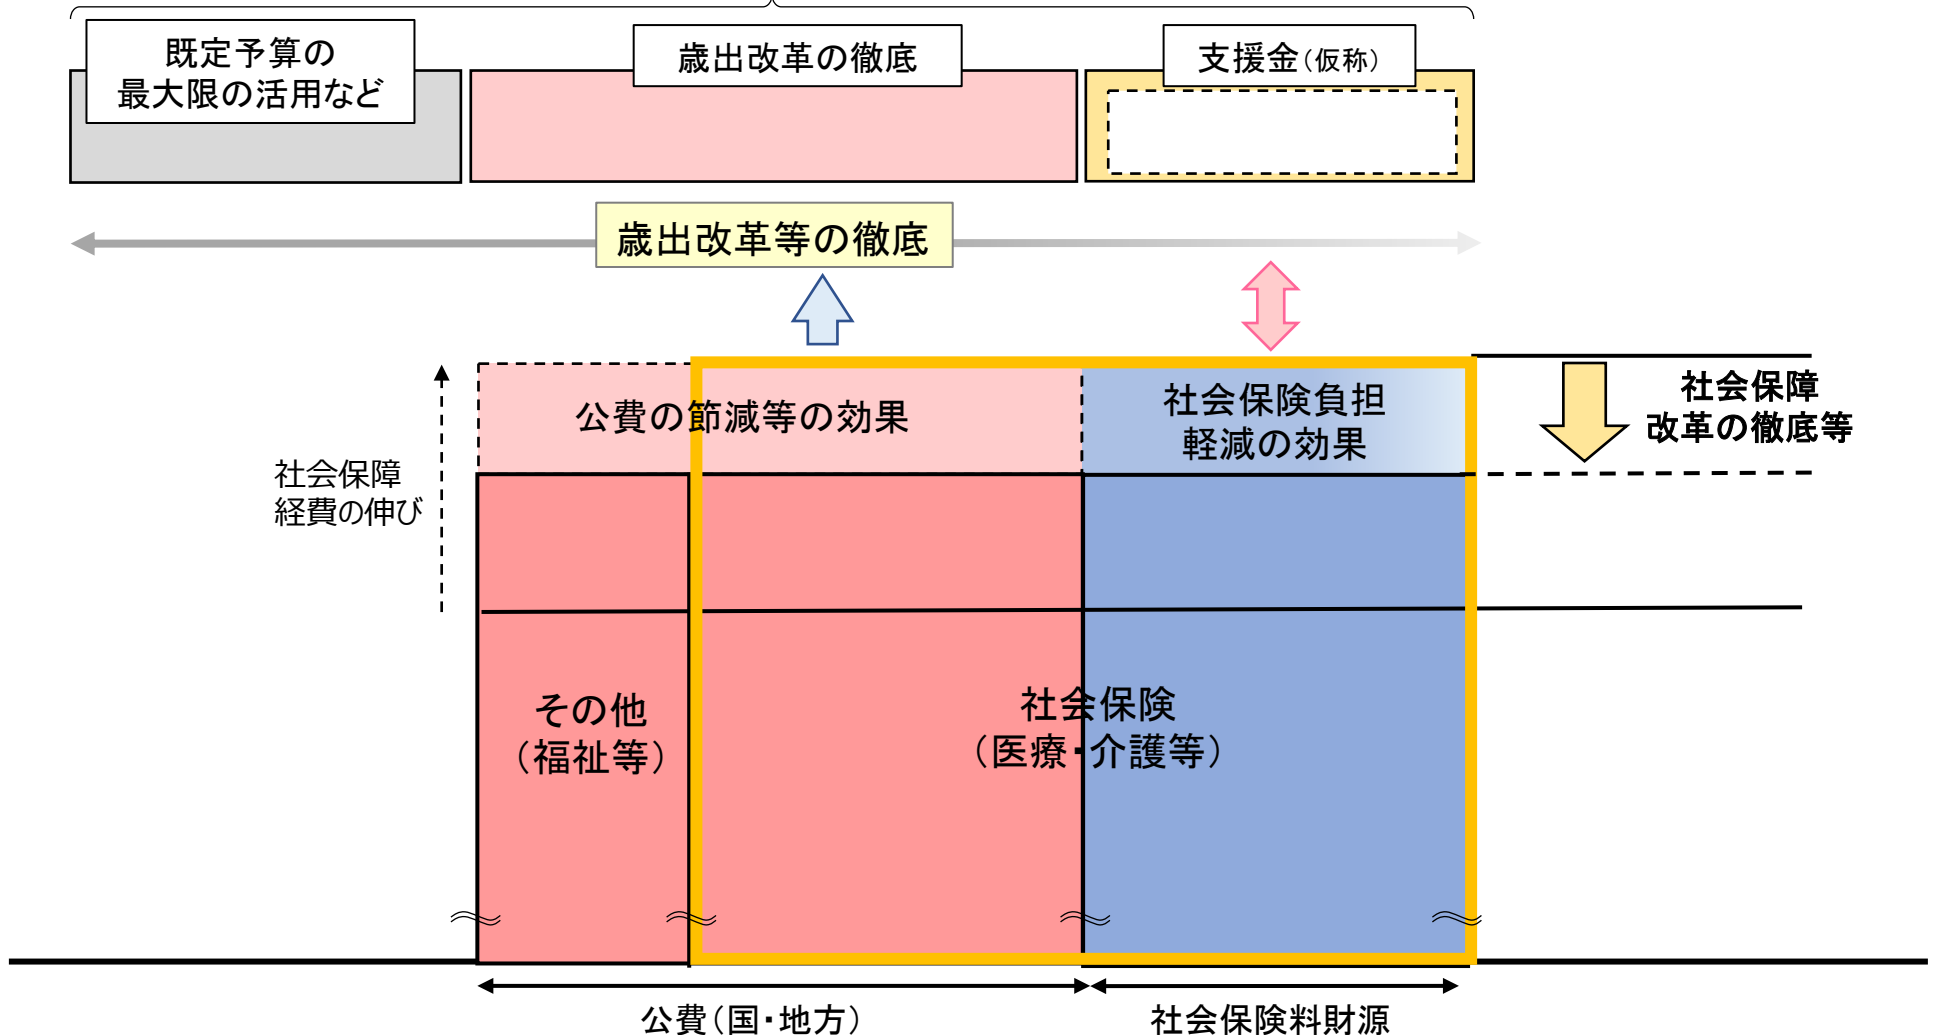 既定予算の
最大限の活用など
歳出改革の徹底
支援金(仮称)
歳出改革等の徹底
公費の節減等の効果
社会保険負担
軽減の効果
社会保障
改革の徹底等
社会保障
経費の伸び
その他
(福祉等)
社会保険
(医療・介護等)
公費(国・地方)
社会保険料財源